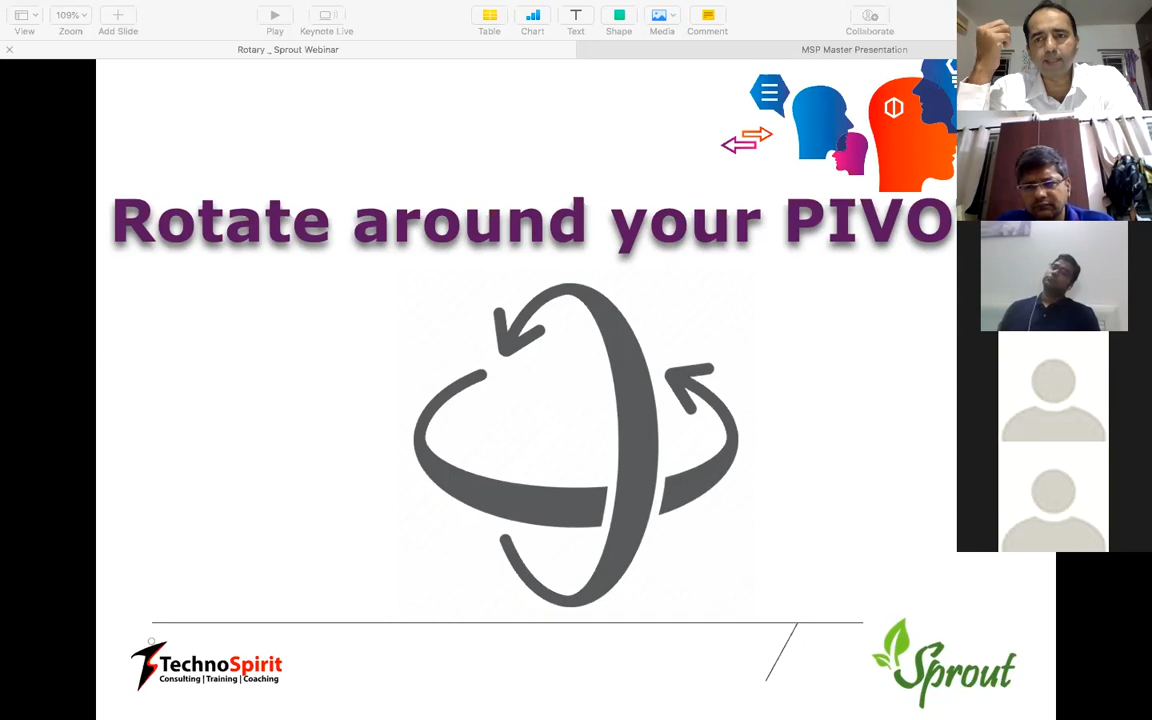 View
109%
Zoom
Add Slide
Play
Keynote Live
Table
Chart
Text
Shape
Media
Comment
Collaborate
Rotary _ Sprout Webinar
MSP Master Presentation
Rotate around your PIVO
TechnoSpirit
Consulting | Training | Coaching
Sprout